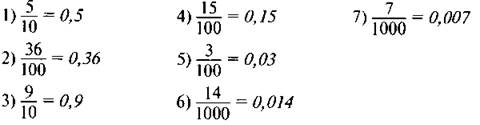 1) 5/10 = 0,5
2) 36/100 = 0,36
3) 9/10 = 0,9
4) 15/100 = 0,15
5) 3/100 = 0,03
6) 14/1000 = 0,014
7) 7/1000 = 0,007